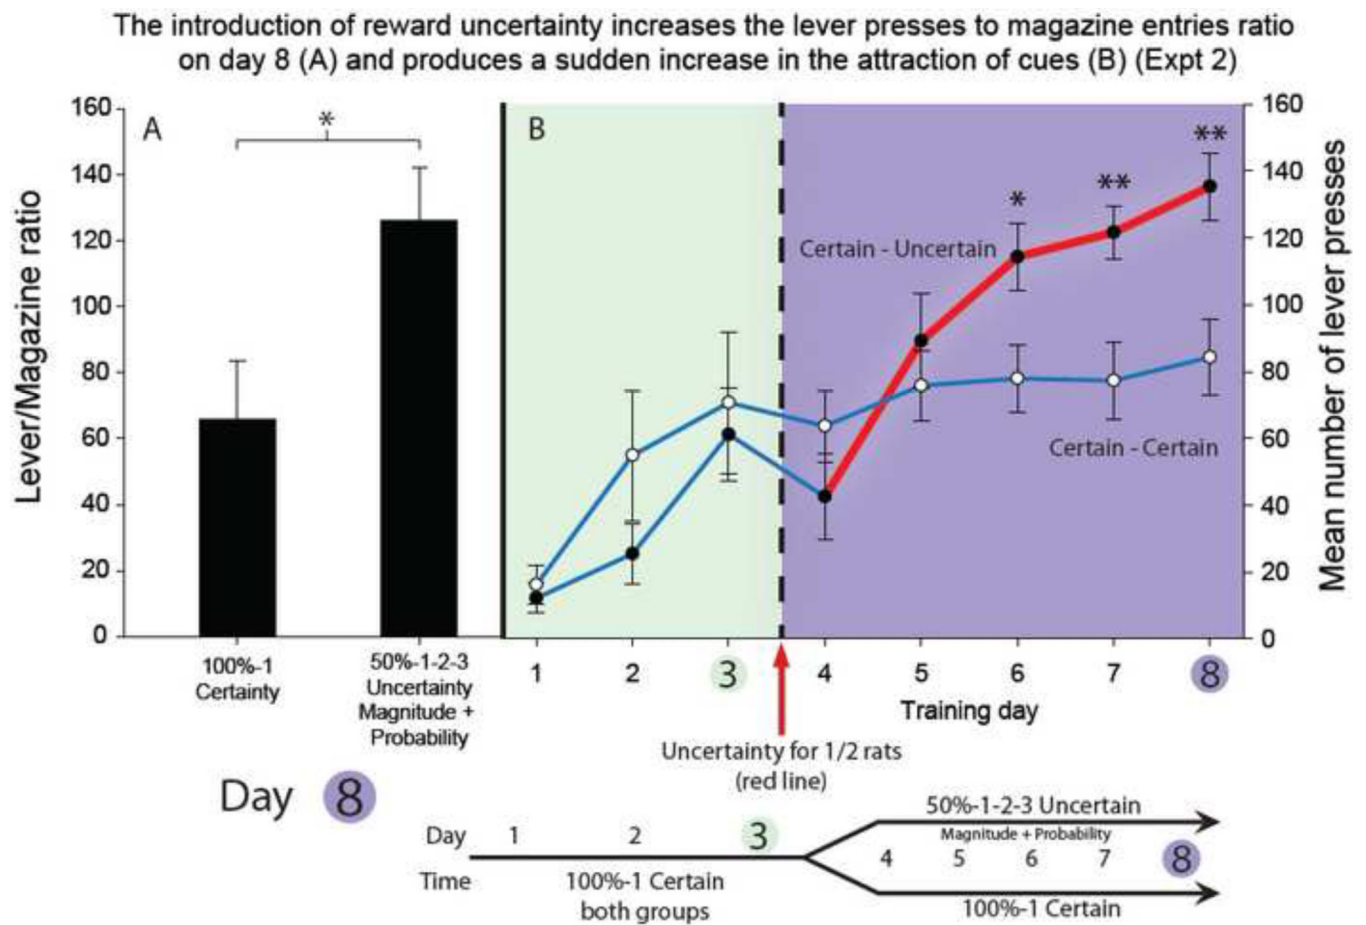 The introduction of reward uncertainty increases the lever presses to magazine entries ratio
on day 8 (A) and produces a sudden increase in the attraction of cues (B) (Expt 2)
160
140
120
100
80
60
40
20
0
Lever/Magazine ratio
A
*
100%-1
Certainty
50%-1-2-3
Uncertainty
Magnitude +
Probability
B
Certain - Uncertain
*
**
**
Certain - Certain
160
140
120
100
80
60
40
20
0
Mean number of lever presses
1 2 3 4 5 6 7 8
Training day
Uncertainty for 1/2 rats
(red line)
Day 8
50%-1-2-3 Uncertain
Magnitude + Probability
Day 1 2 3 4 5 6 7 8
Time 100%-1 Certain
both groups
100%-1 Certain